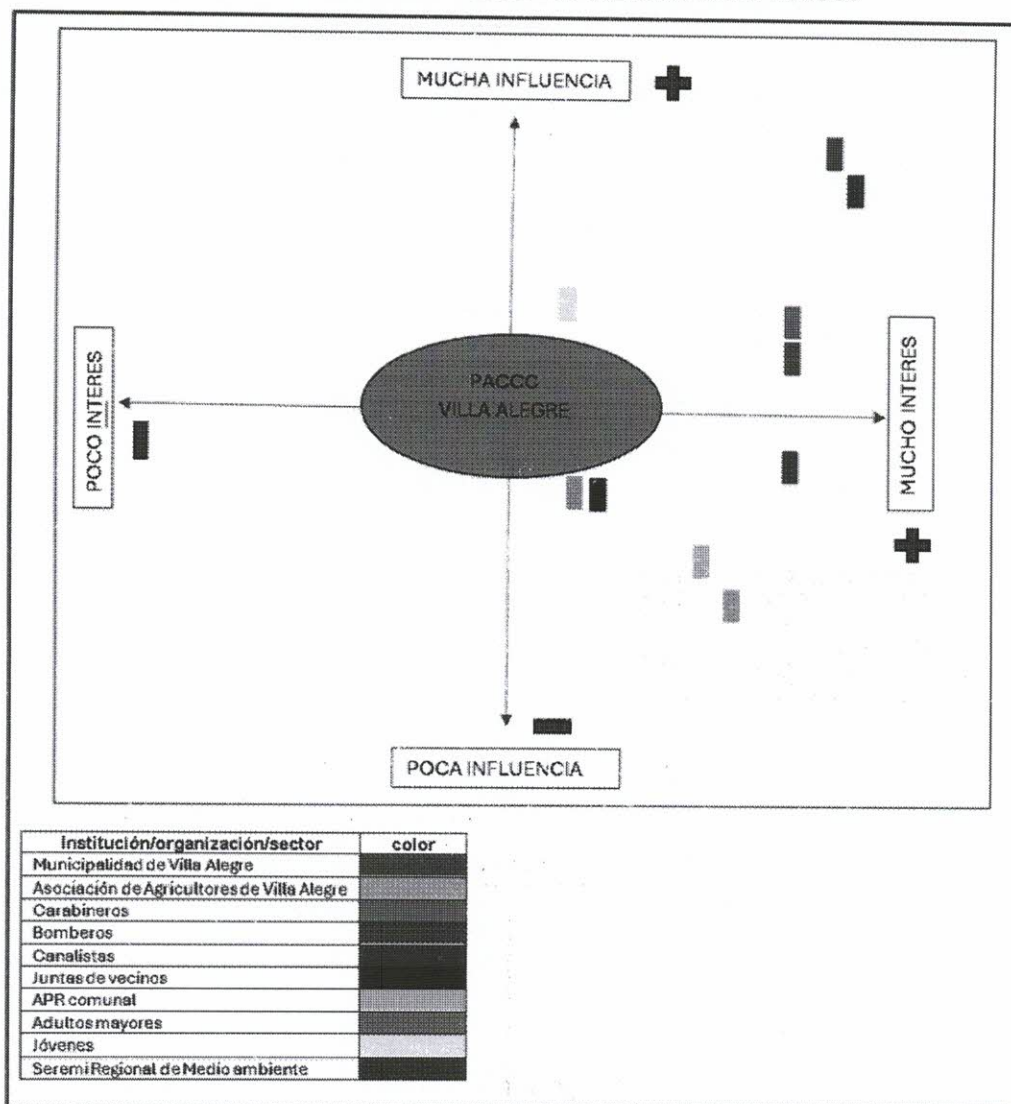 MUCHA INFLUENCIA
POCO INTERES
PACCC
VILLA ALEGRE
MUCHO INTERES
POCA INFLUENCIA
Institución/organización/sector color
Municipalidad de Villa Alegre
Asociación de Agricultores de Villa Alegre
Carabineros
Bomberos
Canalistas
Juntas de vecinos
APR comunal
Adultos mayores
Jóvenes
Seremi Regional de Medio ambiente